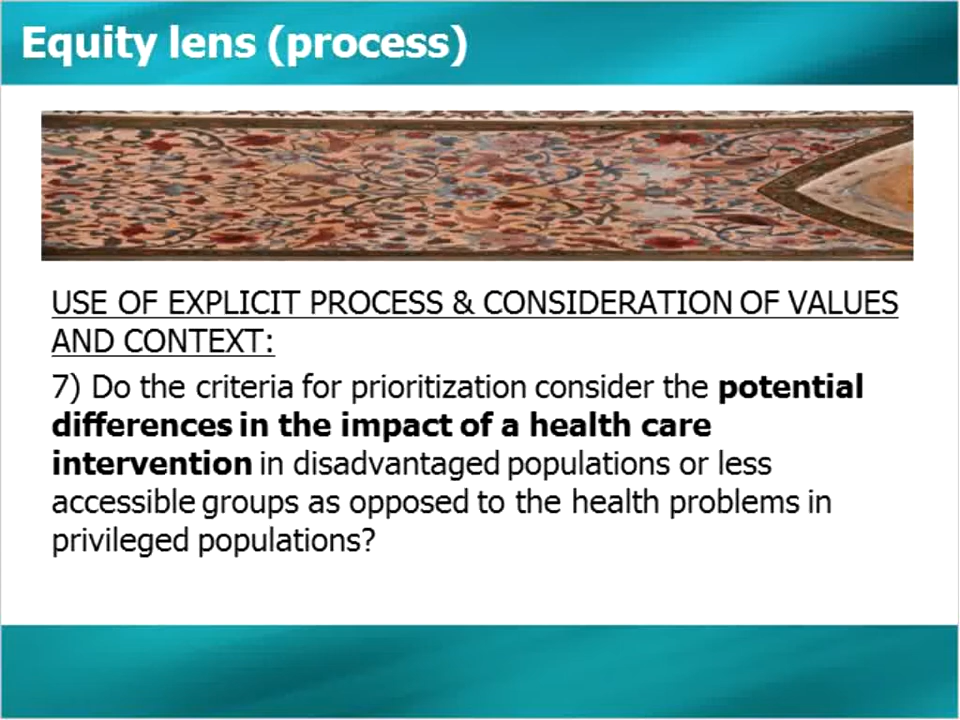 Equity lens (process)
USE OF EXPLICIT PROCESS & CONSIDERATION OF VALUES
AND CONTEXT:
7) Do the criteria for prioritization consider the potential
differences in the impact of a health care
intervention in disadvantaged populations or less
accessible groups as opposed to the health problems in
privileged populations?